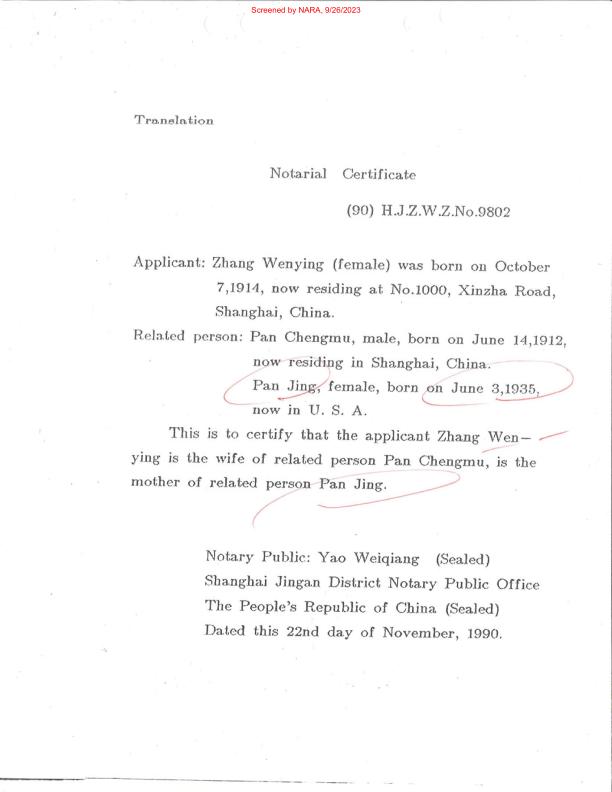 Screened by NARA, 9/26/2023
Translation
Notarial Certificate
(90) H.J.Z.W.Z.No.9802
Applicant: Zhang Wenying (female) was born on October
7,1914, now residing at No.1000, Xinzha Road,
Shanghai, China.
Related person: Pan Chengmu, male, born on June 14,1912,
now residing in Shanghai, China.
Pan Jing, female, born on June 3,1935,
now in U. S. A.
This is to certify that the applicant Zhang Wen—
ying is the wife of related person Pan Chengmu, is the
mother of related person Pan Jing.
Notary Public: Yao Weiqiang (Sealed)
Shanghai Jingan District Notary Public Office
The People's Republic of China (Sealed)
Dated this 22nd day of November, 1990.